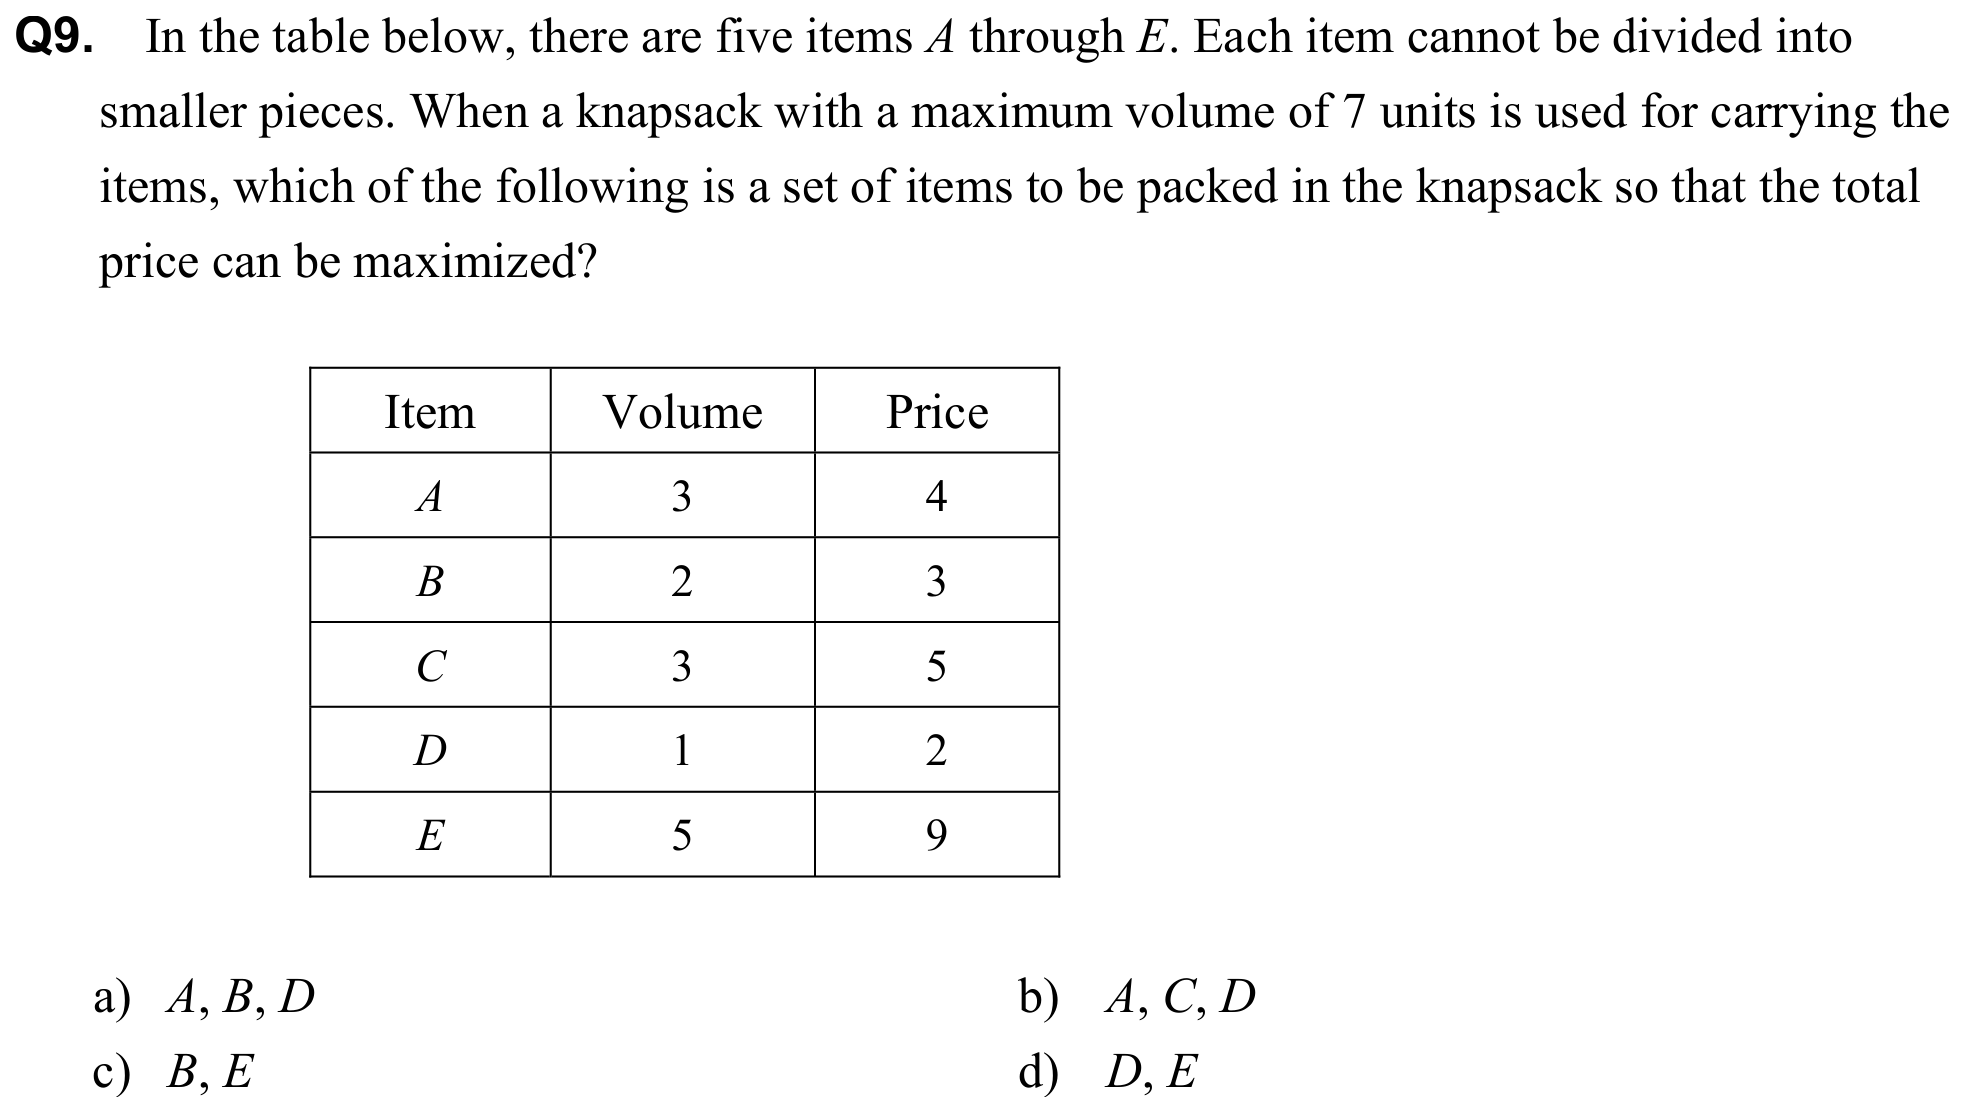 Q9. In the table below, there are five items A through E. Each item cannot be divided into
smaller pieces. When a knapsack with a maximum volume of 7 units is used for carrying the
items, which of the following is a set of items to be packed in the knapsack so that the total
price can be maximized?
Item Volume Price
A 3 4
B 2 3
C 3 5
D 1 2
E 5 9
a) A, B, D b) A, C, D
c) B, E d) D, E